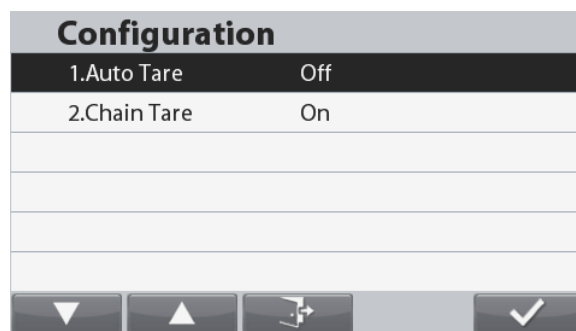 Configuration
1.Auto Tare Off
2.Chain Tare On